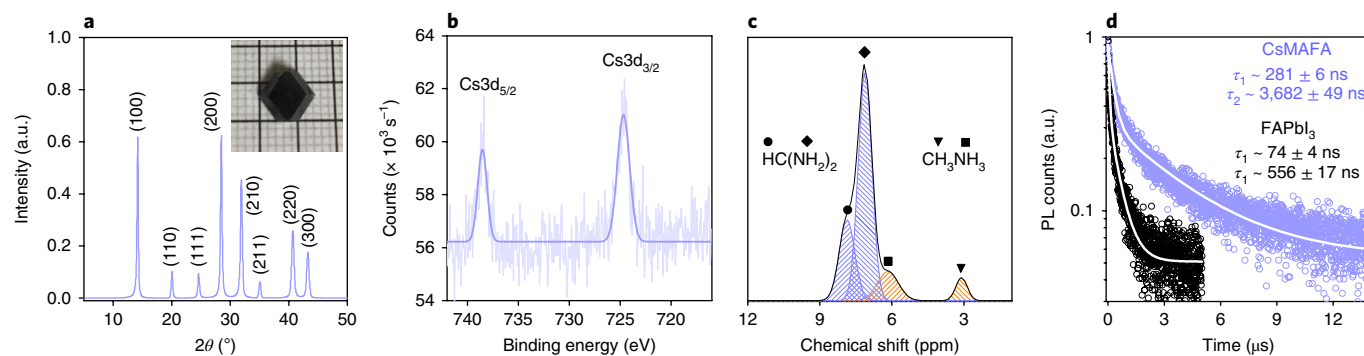 a
Intensity (a.u.)
1.0
0.8
0.6
0.4
0.2
0.0
(100)
(110)
(111)
(200)
(210)
(211)
(220)
(300)
10
20
30
40
50
2θ (°)
b
Counts (× 10³ s⁻¹)
64
62
60
58
56
54
Cs3d5/2
Cs3d3/2
740
735
730
725
720
Binding energy (eV)
c
● ◆
HC(NH₂)₂
▼ ■
CH₃NH₃
12
9
6
3
Chemical shift (ppm)
d
PL counts (a.u.)
1
0.1
CsMAFA
τ₁ ~ 281 ± 6 ns
τ₂ ~ 3,682 ± 49 ns
FAPbI₃
τ₁ ~ 74 ± 4 ns
τ₁ ~ 556 ± 17 ns
0
3
6
9
12
Time (μs)